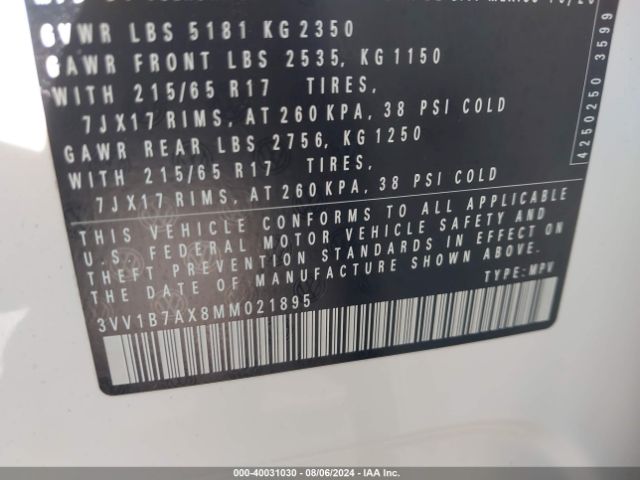 GVWR LBS 5181 KG 2350
GAWR FRONT LBS 2535, KG 1150
WITH 215/65 R17 TIRES,
7JX17 RIMS, AT 260 KPA, 38 PSI COLD
GAWR REAR LBS 2756, KG 1250
WITH 215/65 R17 TIRES,
7JX17 RIMS, AT 260 KPA, 38 PSI COLD
THIS VEHICLE CONFORMS TO ALL APPLICABLE
U.S. FEDERAL MOTOR VEHICLE SAFETY AND
THEFT PREVENTION STANDARDS IN EFFECT ON
THE DATE OF MANUFACTURE SHOWN ABOVE.
TYPE: MPV
3VV1B7AX8MM021895
4250250 3599
000-40031030 - 08/06/2024 - IAA Inc.